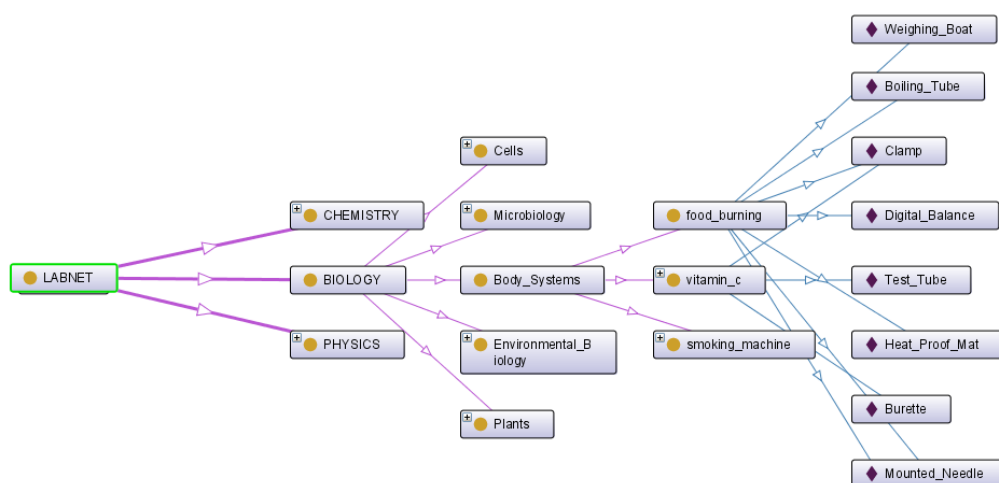 LABNET
CHEMISTRY
BIOLOGY
PHYSICS
Cells
Microbiology
Body_Systems
Environmental_B
iology
Plants
food_burning
vitamin_c
smoking_machine
Weighing_Boat
Boiling_Tube
Clamp
Digital_Balance
Test_Tube
Heat_Proof_Mat
Burette
Mounted_Needle